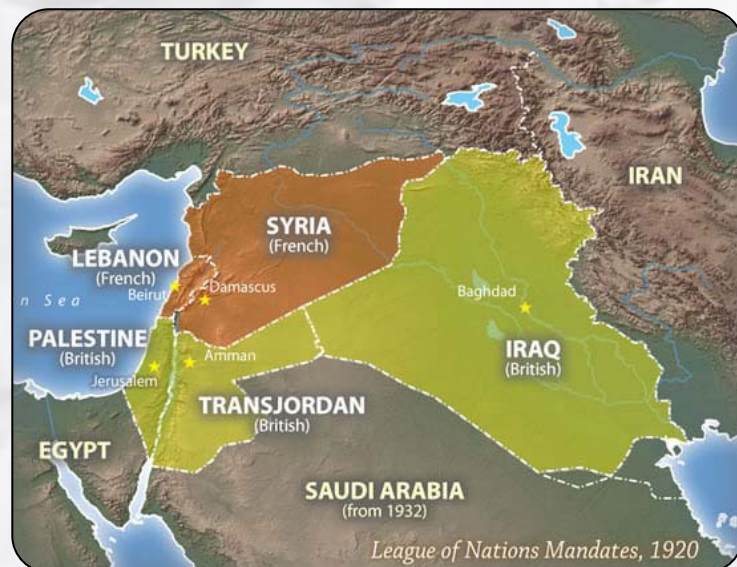 TURKEY
IRAN
SYRIA
(French)
LEBANON
(French)
Beirut
Damascus
Baghdad
n Sea
PALESTINE
(British)
Amman
IRAQ
(British)
Jerusalem
TRANSJORDAN
(British)
EGYPT
SAUDI ARABIA
(from 1932)
League of Nations Mandates, 1920